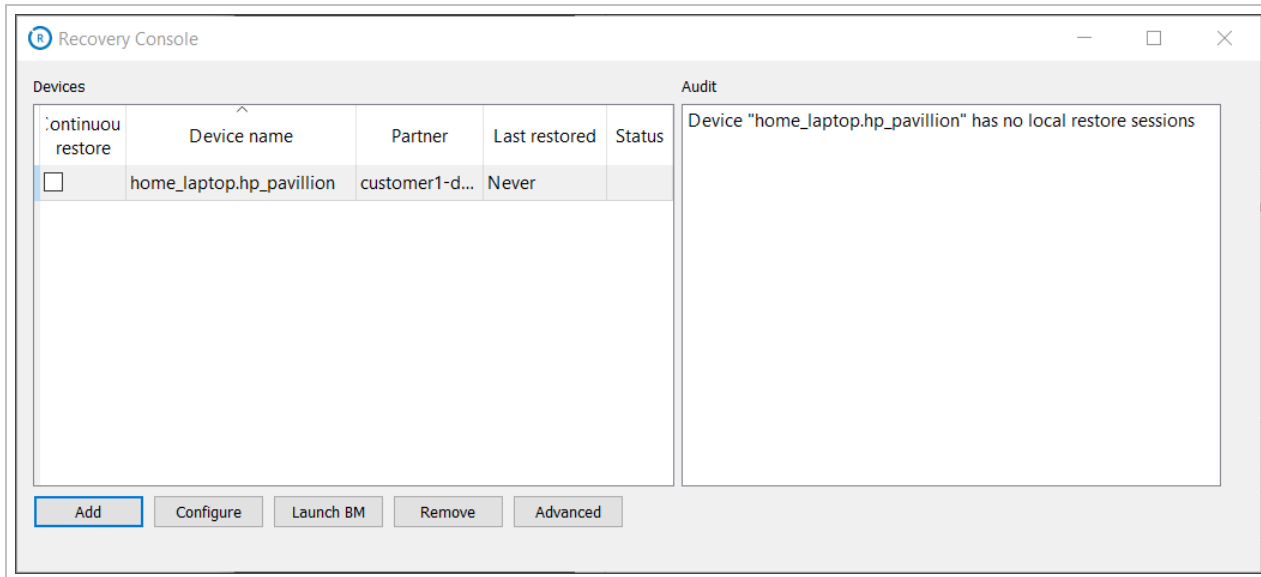 R Recovery Console
Devices
Audit
:ontinuou
restore
Device name
Partner
Last restored
Status
home_laptop.hp_pavillion
customer1-d...
Never
Device "home_laptop.hp_pavillion" has no local restore sessions
Add
Configure
Launch BM
Remove
Advanced